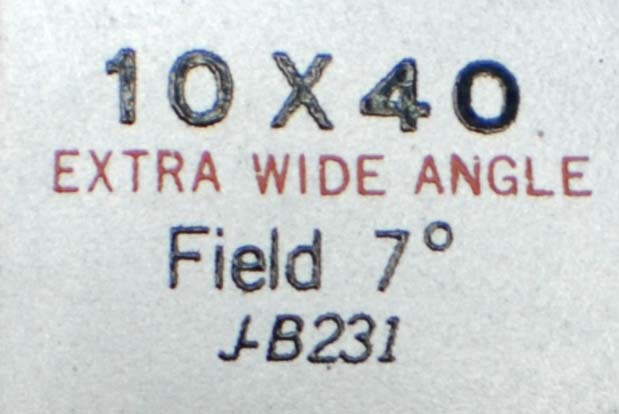 10X40
EXTRA WIDE ANGLE
Field 7°
J-B231